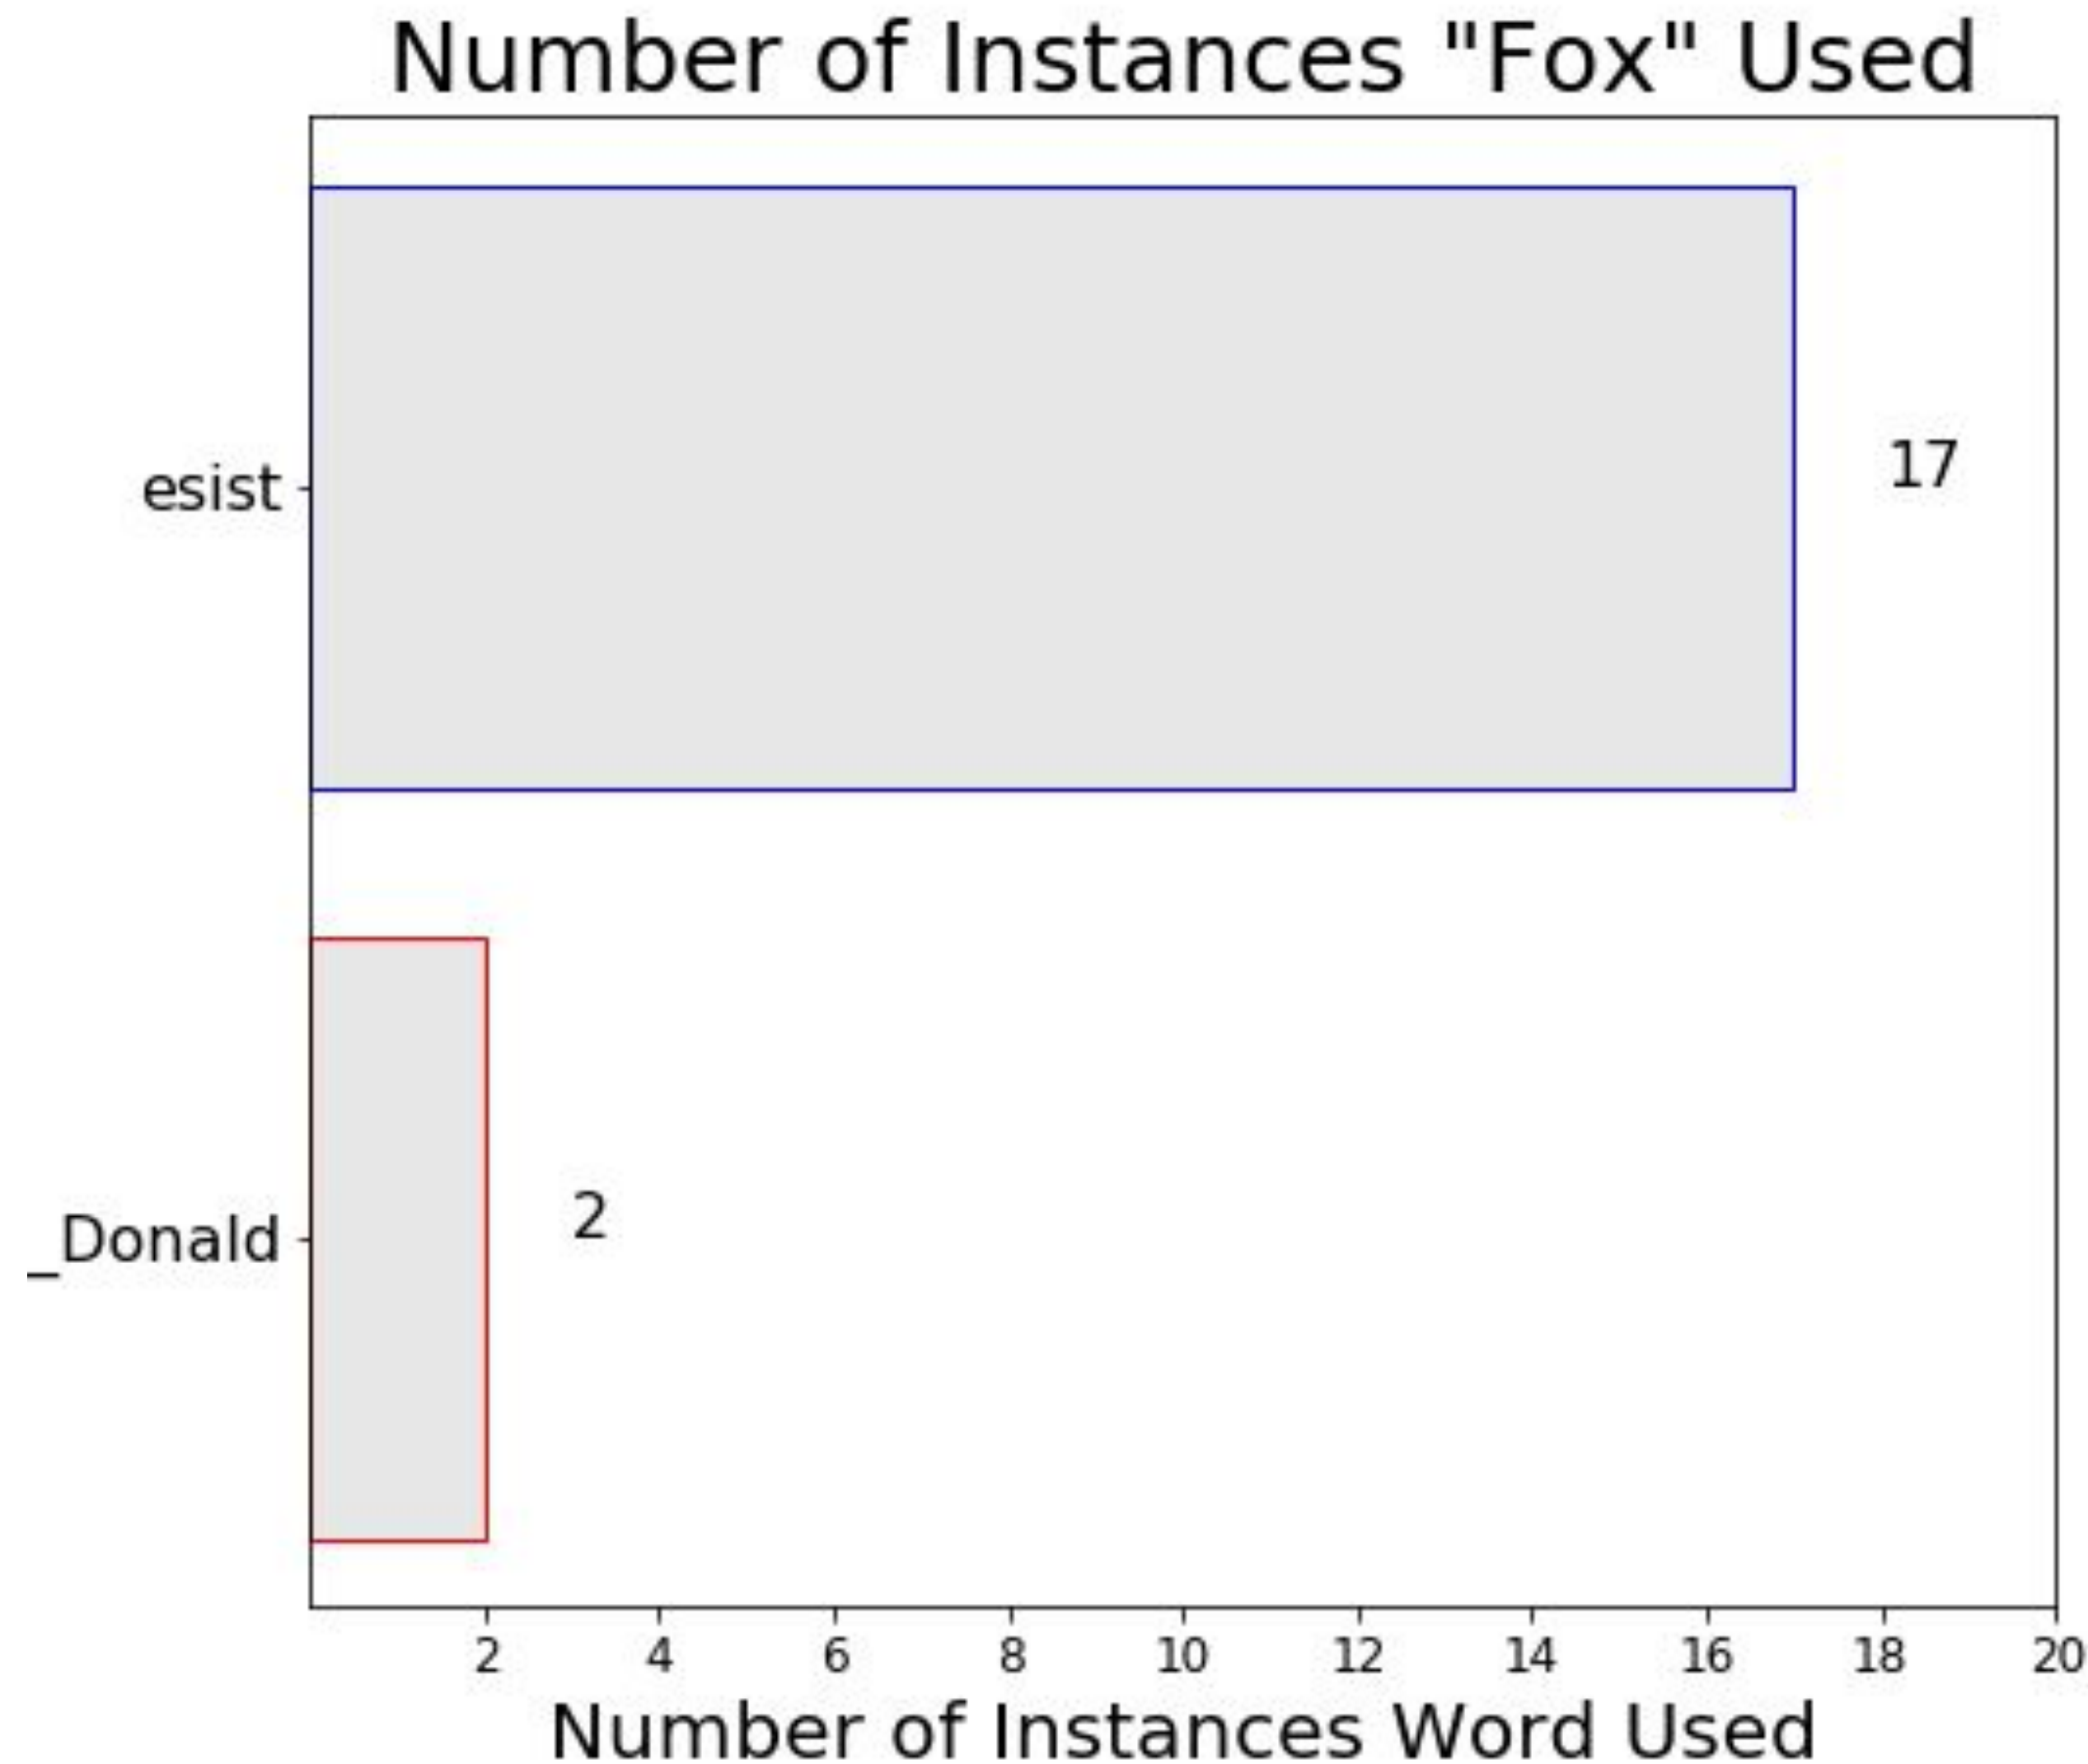 Number of Instances "Fox" Used
esist
17
_Donald
2
2 4 6 8 10 12 14 16 18 20
Number of Instances Word Used